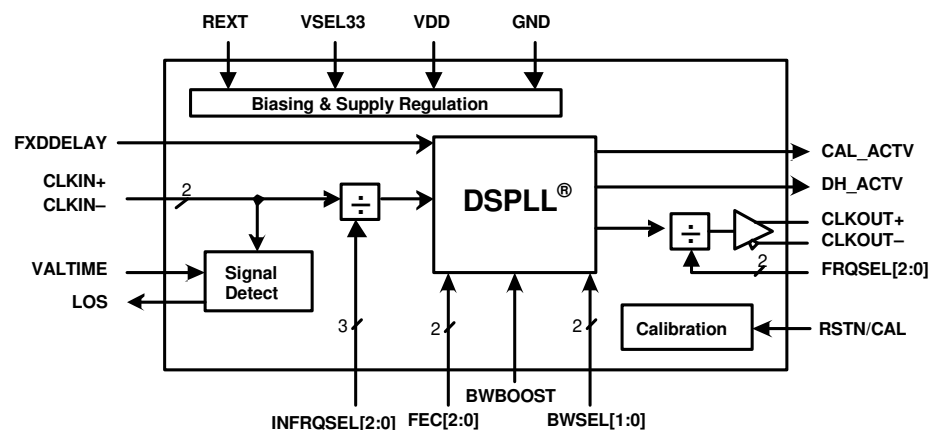 REXT VSEL33 VDD GND
Biasing & Supply Regulation
FXDDELAY
CLKIN+
CLKIN–
2
÷
DSPLL®
CAL_ACTV
DH_ACTV
÷
CLKOUT+
CLKOUT–
2
FRQSEL[2:0]
VALTIME
LOS
Signal
Detect
3
2
2
Calibration
RSTN/CAL
INFRQSEL[2:0]
FEC[2:0]
BWBOOST
BWSEL[1:0]